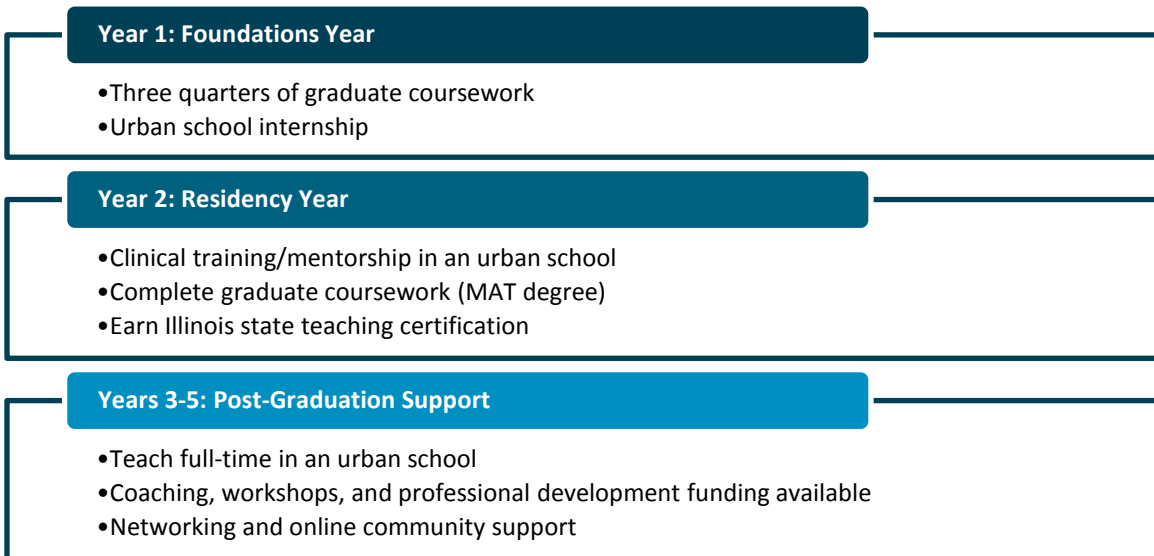 Year 1: Foundations Year
•Three quarters of graduate coursework
•Urban school internship
Year 2: Residency Year
•Clinical training/mentorship in an urban school
•Complete graduate coursework (MAT degree)
•Earn Illinois state teaching certification
Years 3-5: Post-Graduation Support
•Teach full-time in an urban school
•Coaching, workshops, and professional development funding available
•Networking and online community support